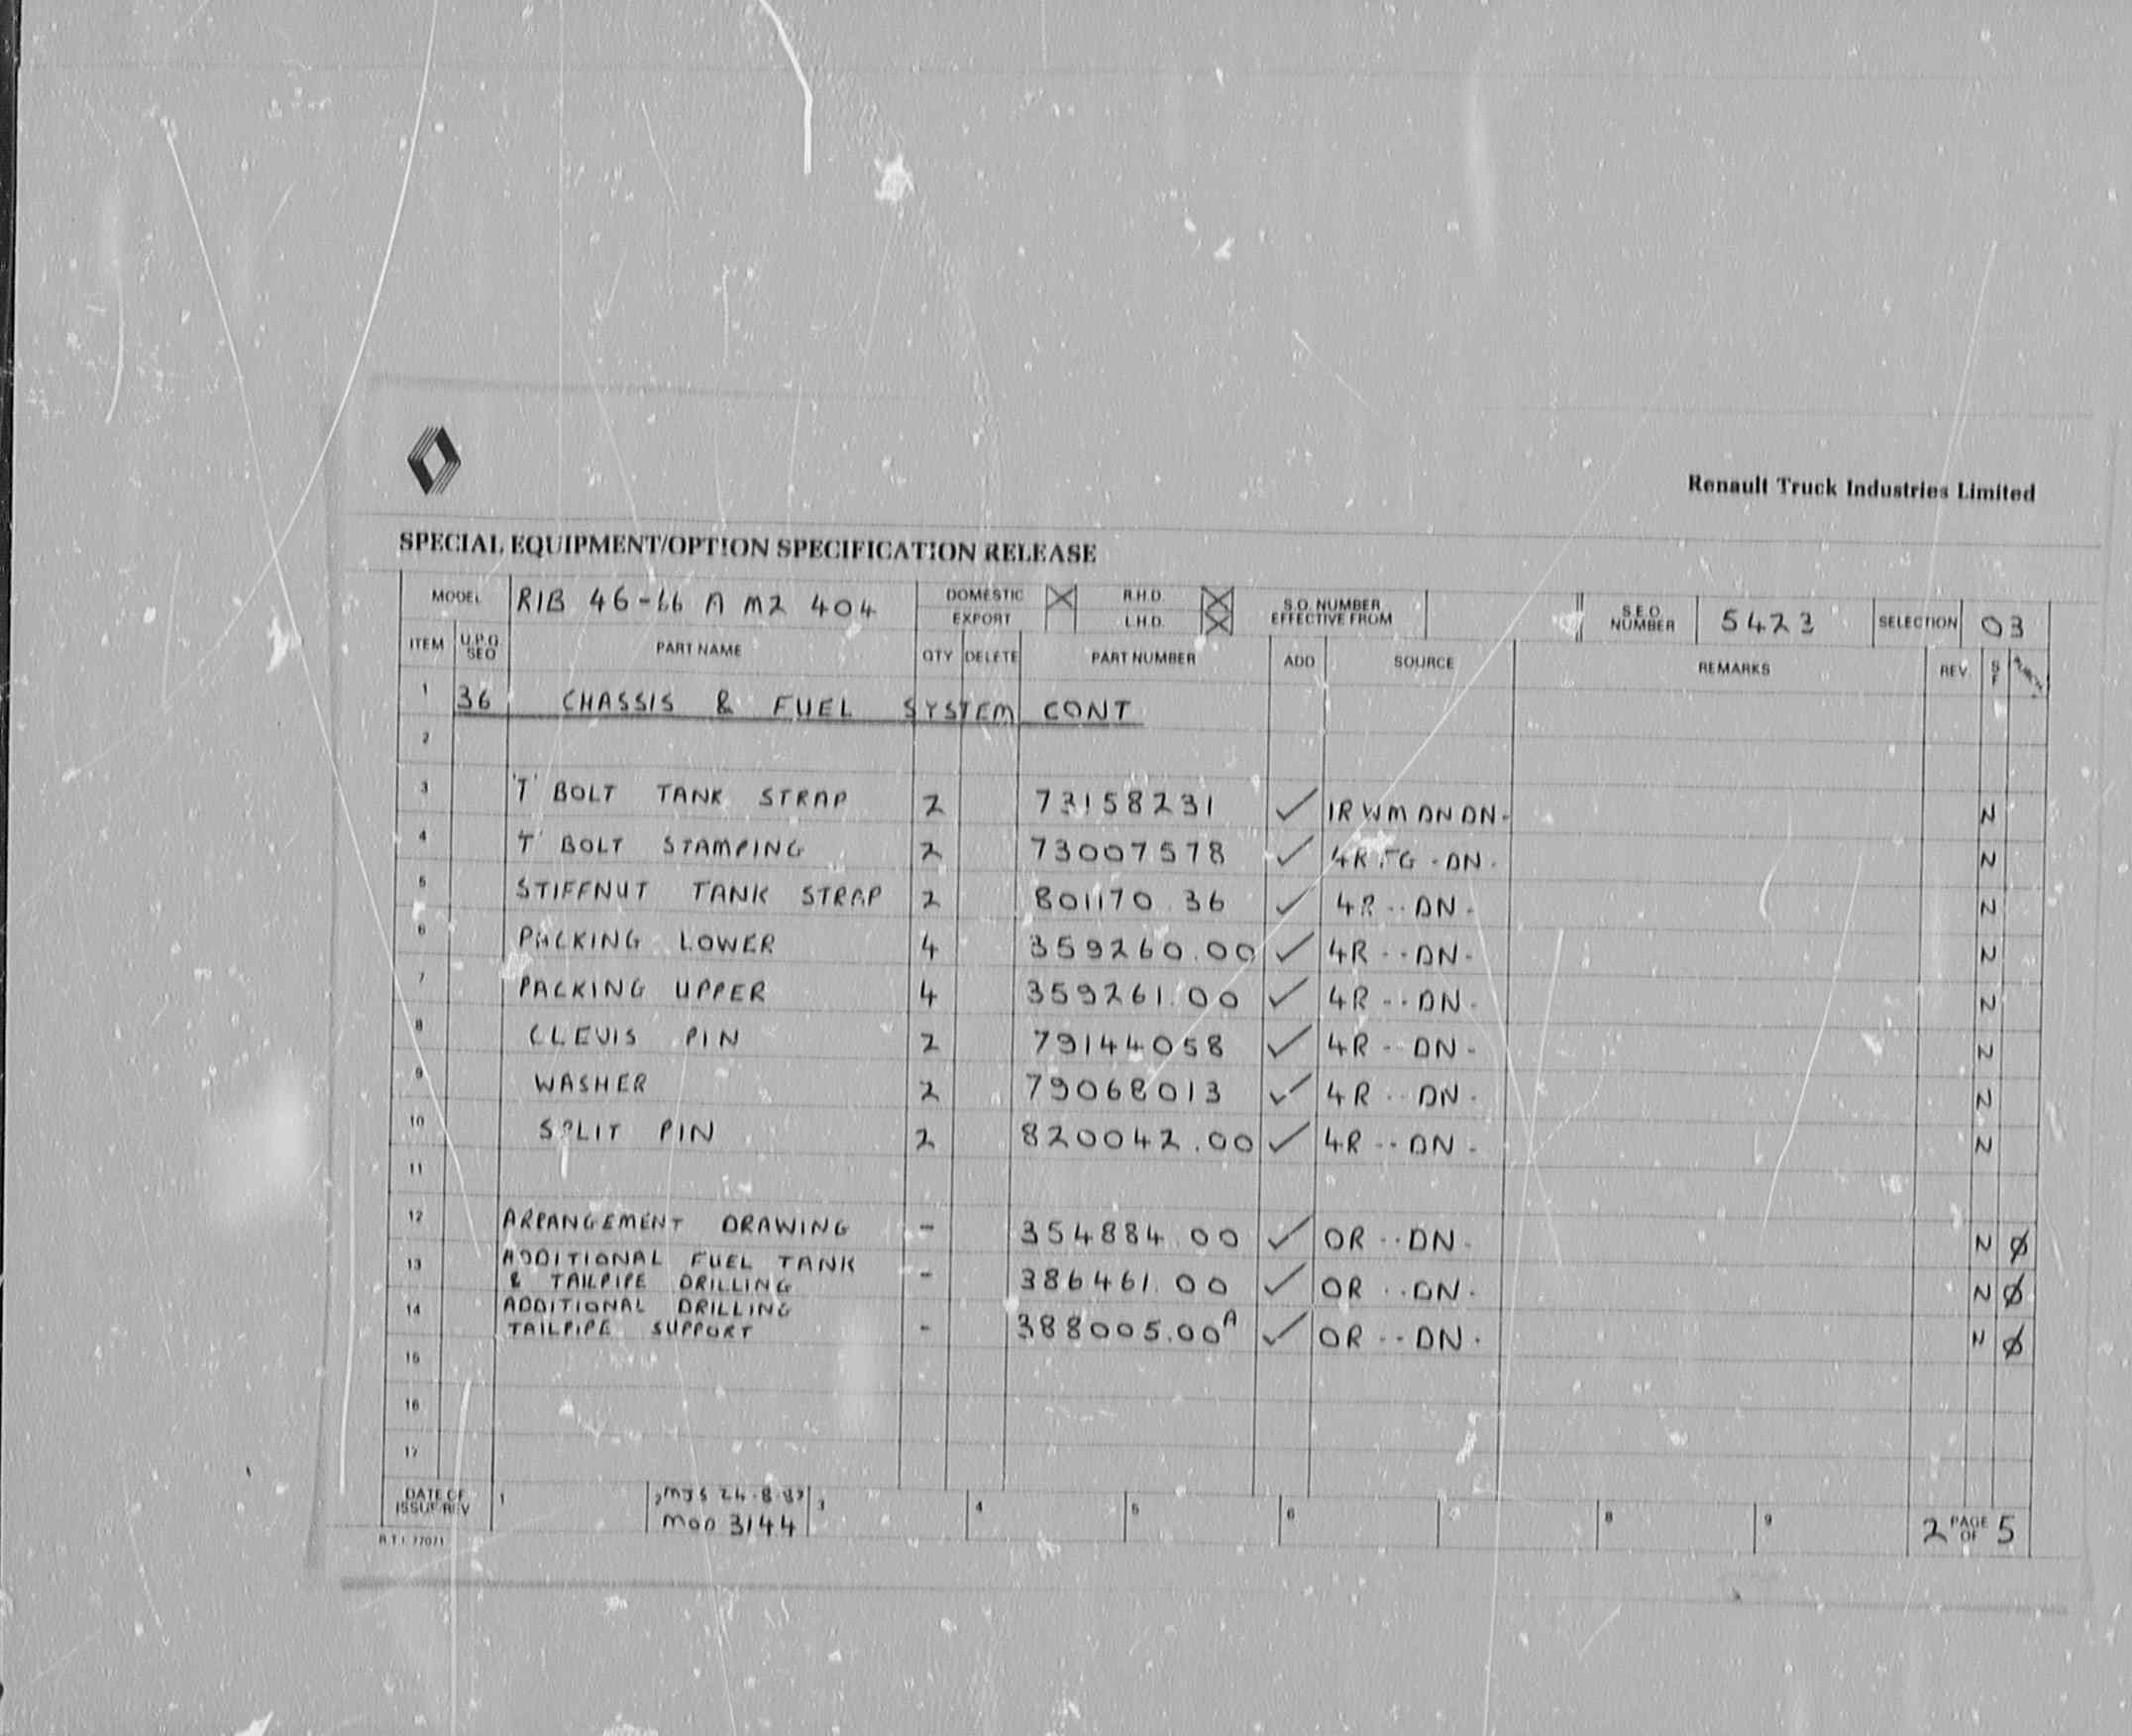 Renault Truck Industries Limited
SPECIAL EQUIPMENT/OPTION SPECIFICATION RELEASE
MODEL RIB 46-66 A M2 404 DOMESTIC EXPORT R.H.D. L.H.D. S.O. NUMBER EFFECTIVE FROM S.E.O. NUMBER 5423 SELECTION 03
ITEM U.P.G. SEQ PART NAME QTY DELETE PART NUMBER ADD SOURCE REMARKS REV
1 36 CHASSIS & FUEL SYSTEM CONT
2
3 'T' BOLT TANK STRAP 2 73158231 ✓ 1RWMDNDN- N
4 'T' BOLT STAMPING 2 73007578 ✓ -DN- N
5 STIFFNUT TANK STRAP 2 801170.36 ✓ 4R--DN- N
6 PACKING LOWER 4 359260.00 ✓ 4R--DN- N
7 PACKING UPPER 4 359261.00 ✓ 4R--DN- N
8 CLEVIS PIN 2 79144058 ✓ 4R--DN- N
9 WASHER 2 79068013 ✓ 4R--DN- N
10 SPLIT PIN 2 820042.00 ✓ 4R--DN- N
11
12 ARRANGEMENT DRAWING - 354884.00 ✓ OR--DN- N Ø
13 ADDITIONAL FUEL TANK
& TAILPIPE DRILLING - 386461.00 ✓ OR--DN- N Ø
14 ADDITIONAL DRILLING
TAILPIPE SUPPORT - 388005.00A ✓ OR--DN- N Ø
15
16
17
DATE OF ISSUE/REV 1 2 MJS 24-8-87 3 4 5 6 7 8 9 2 PAGE OF 5
MOD 3144
R.T.I. 77071